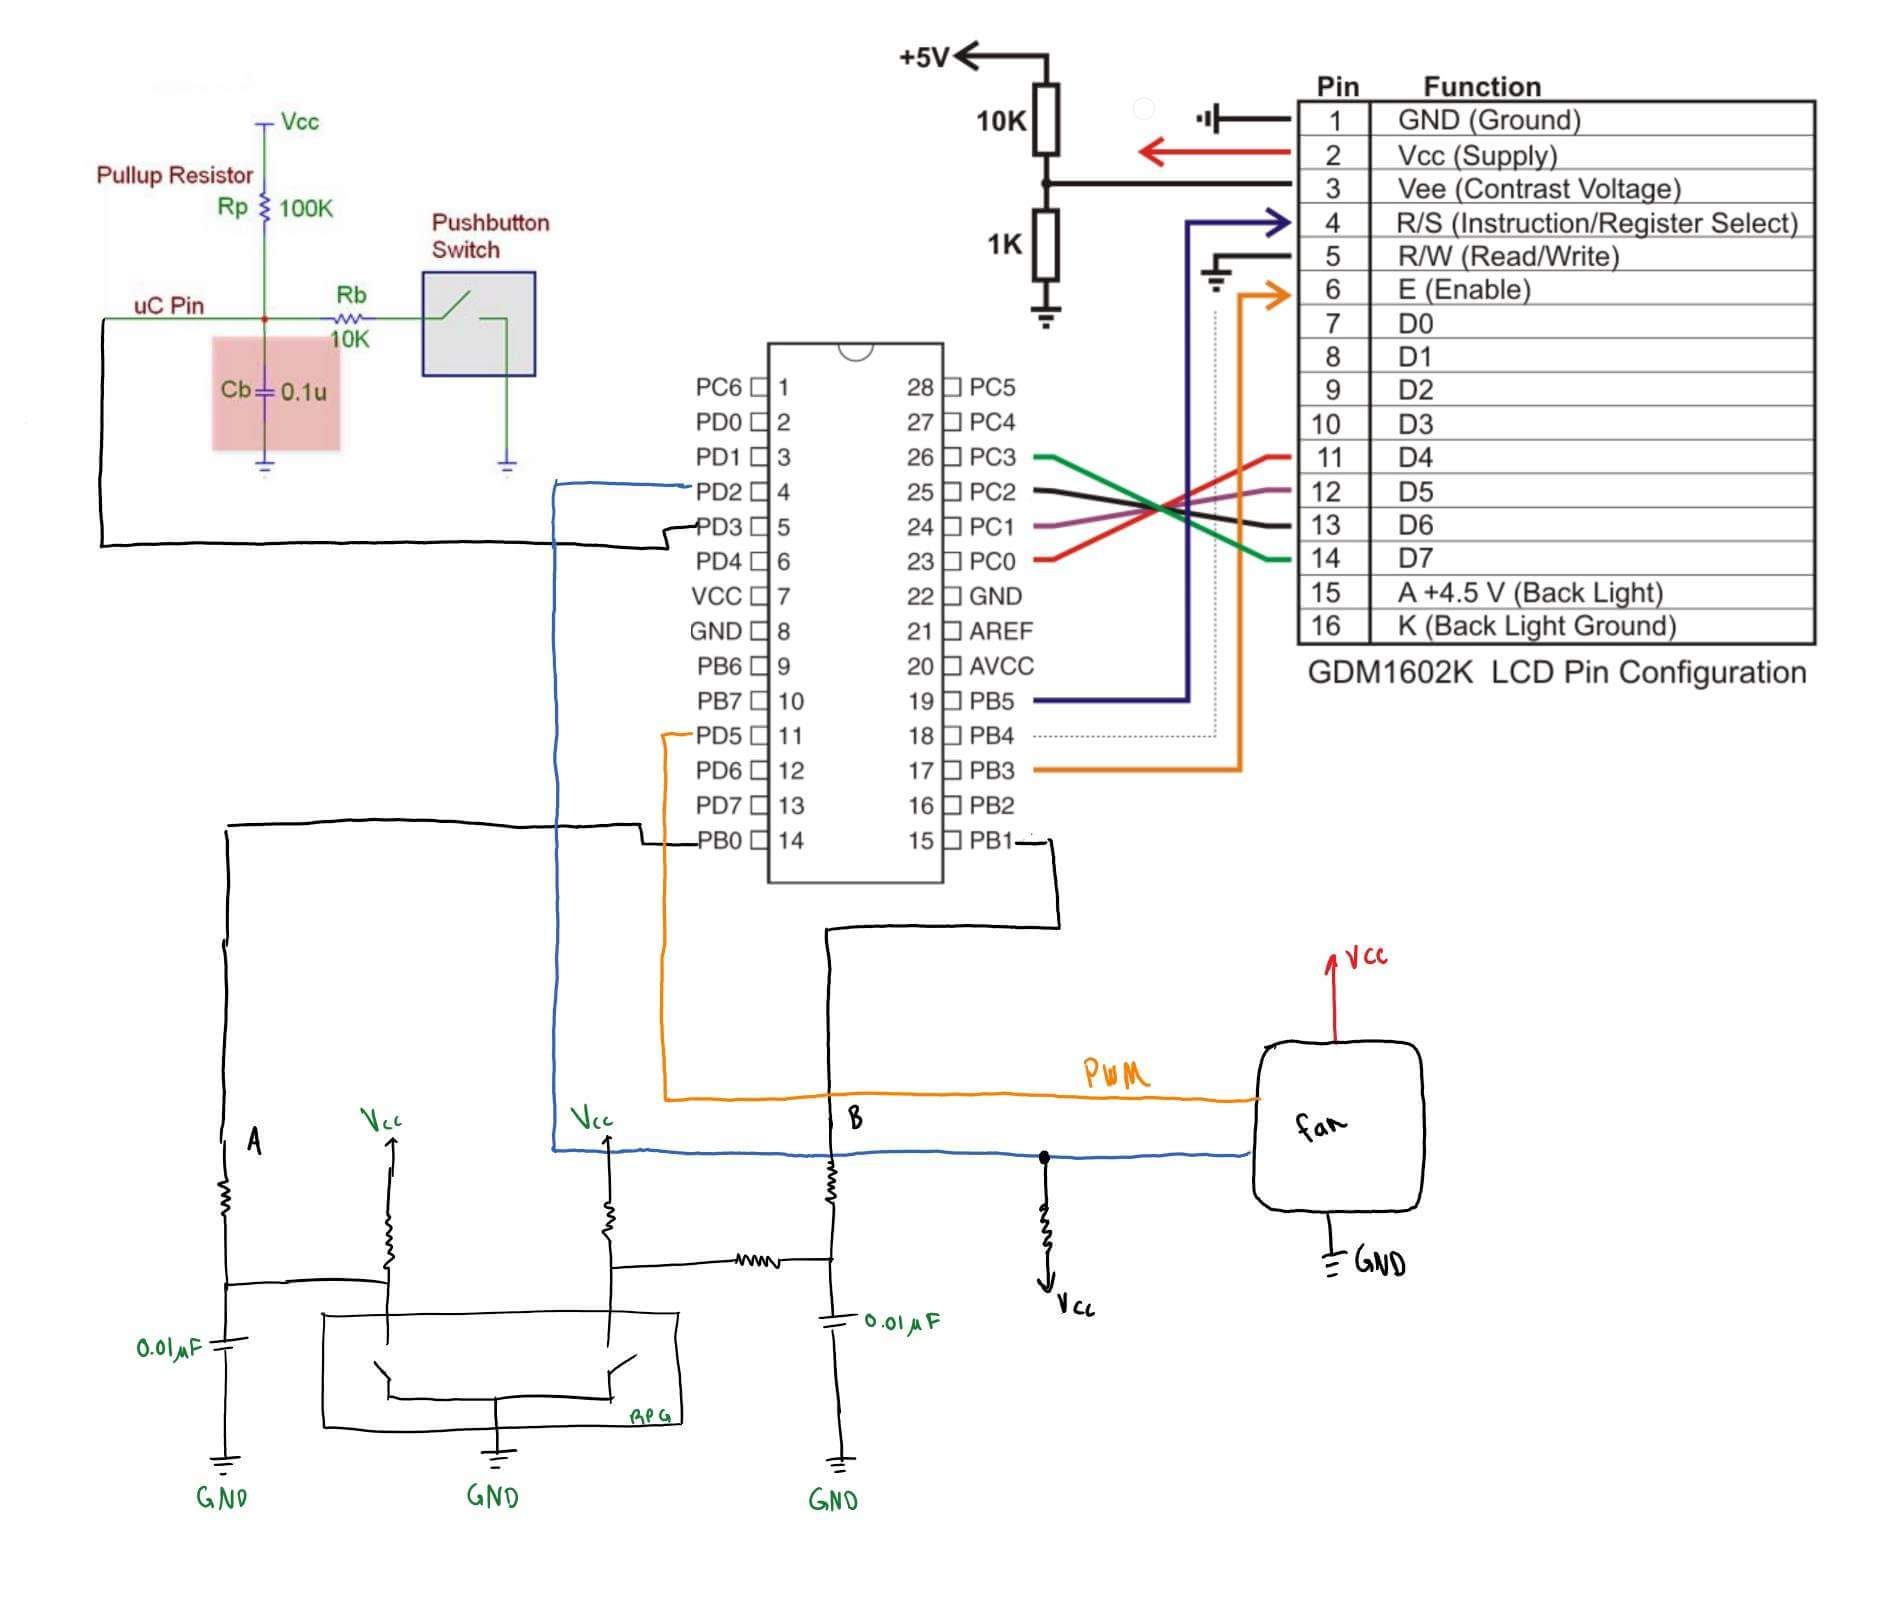 Vcc
Pullup Resistor
Rp 100K
Pushbutton
Switch
uC Pin
Rb
10K
Cb 0.1u
+5V
10K
1K
Pin Function
1 GND (Ground)
2 Vcc (Supply)
3 Vee (Contrast Voltage)
4 R/S (Instruction/Register Select)
5 R/W (Read/Write)
6 E (Enable)
7 D0
8 D1
9 D2
10 D3
11 D4
12 D5
13 D6
14 D7
15 A +4.5 V (Back Light)
16 K (Back Light Ground)
GDM1602K LCD Pin Configuration
PC6 1 28 PC5
PD0 2 27 PC4
PD1 3 26 PC3
PD2 4 25 PC2
PD3 5 24 PC1
PD4 6 23 PC0
VCC 7 22 GND
GND 8 21 AREF
PB6 9 20 AVCC
PB7 10 19 PB5
PD5 11 18 PB4
PD6 12 17 PB3
PD7 13 16 PB2
PB0 14 15 PB1
Vcc
PWM
fan
GND
A
Vcc
Vcc
B
Vcc
0.01µF
0.01µF
RPG
GND
GND
GND